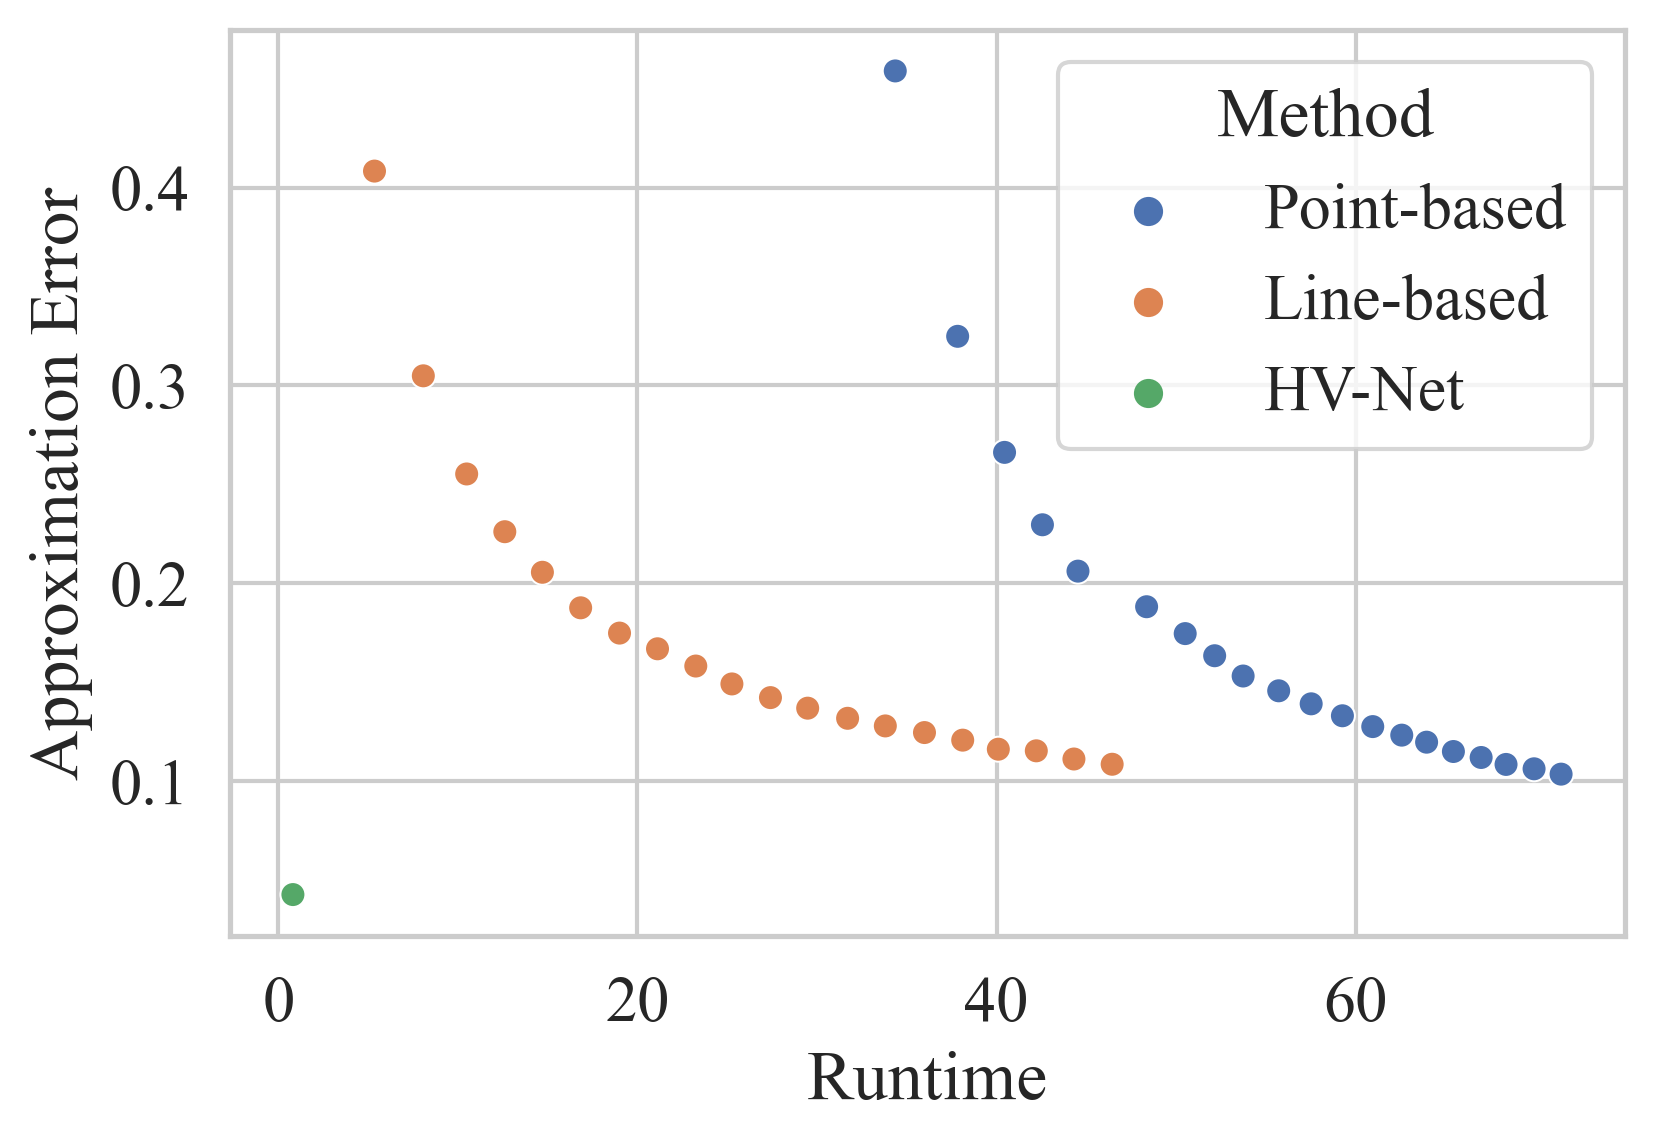 Approximation Error
0.4
0.3
0.2
0.1
0
20
40
60
Runtime
Method
Point-based
Line-based
HV-Net